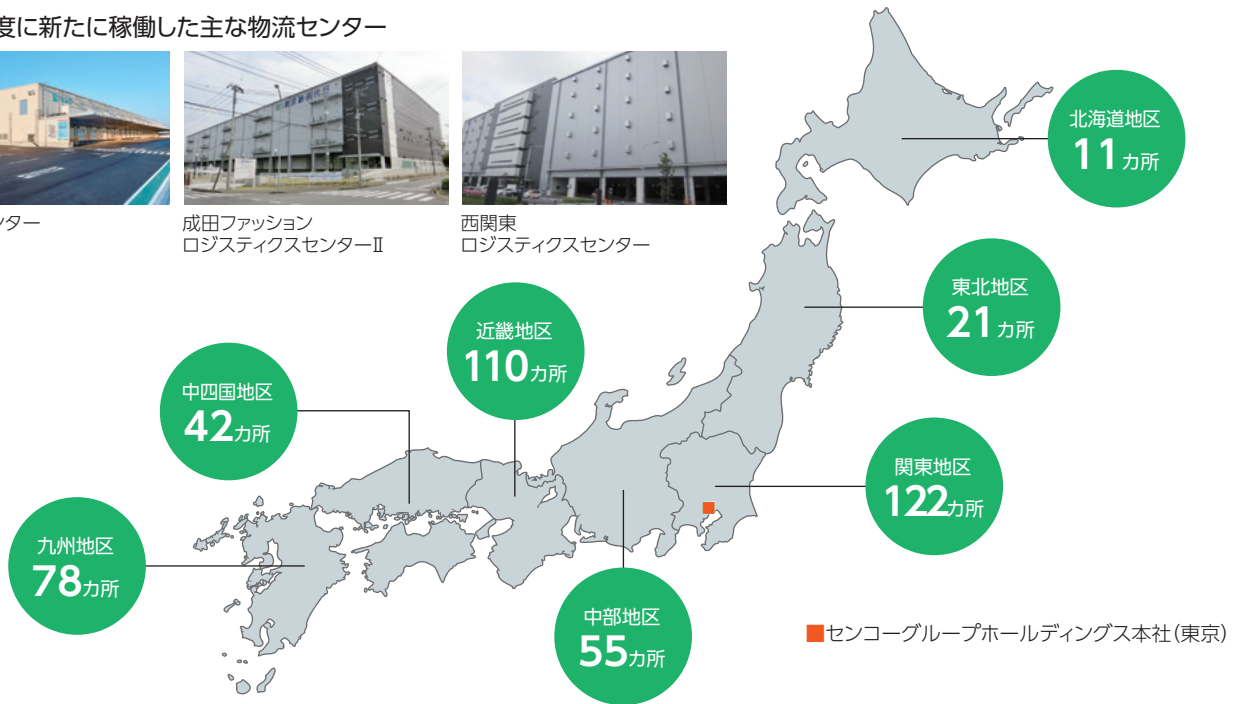 度に新たに稼働した主な物流センター
ンター
成田ファッション
ロジスティクスセンターⅡ
西関東
ロジスティクスセンター
北海道地区
11カ所
東北地区
21カ所
近畿地区
110カ所
中四国地区
42カ所
関東地区
122カ所
九州地区
78カ所
中部地区
55カ所
■センコーグループホールディングス本社(東京)